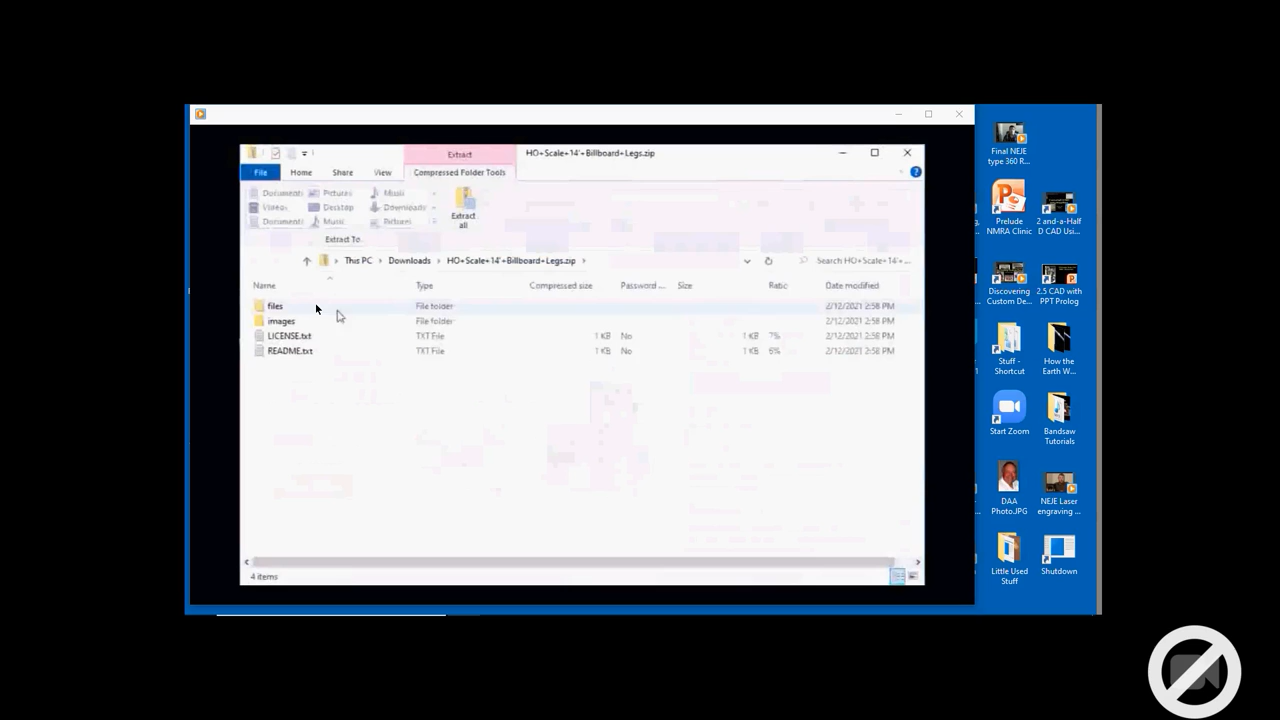 Extract HO+Scale+14'+Billboard+Legs.zip
File Home Share View Compressed Folder Tools
Documents Pictures Music
Videos Desktop Downloads
Documents Music Pictures
Extract all
Extract To
This PC Downloads HO+Scale+14'+Billboard+Legs.zip Search HO+Scale+14'+...
Name Type Compressed size Password ... Size Ratio Date modified
files File folder 2/12/2021 2:58 PM
images File folder 2/12/2021 2:58 PM
LICENSE.txt TXT File 1 KB No 1 KB 7% 2/12/2021 2:58 PM
README.txt TXT File 1 KB No 1 KB 6% 2/12/2021 2:58 PM
4 items
Final NEJE
type 360 R...
Prelude
NMRA Clinic
2 and-a-Half
D CAD Usi...
Discovering
Custom De...
2.5 CAD with
PPT Prolog
Stuff -
Shortcut
How the
Earth W...
Start Zoom
Bandsaw
Tutorials
DAA
Photo.JPG
NEJE Laser
engraving ...
Little Used
Stuff
Shutdown